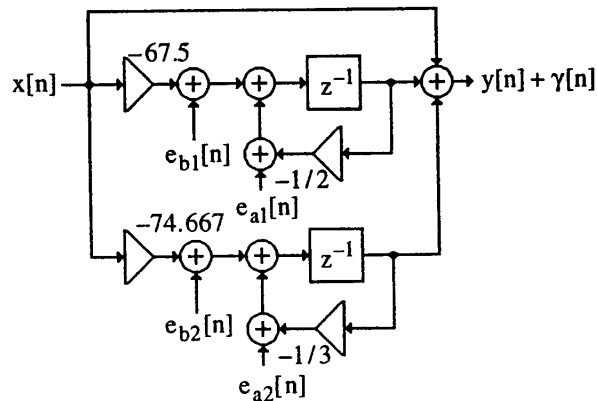 −67.5
x[n]
z⁻¹
y[n] + γ[n]
e_b1[n]
−1/2
e_a1[n]
−74.667
z⁻¹
e_b2[n]
−1/3
e_a2[n]